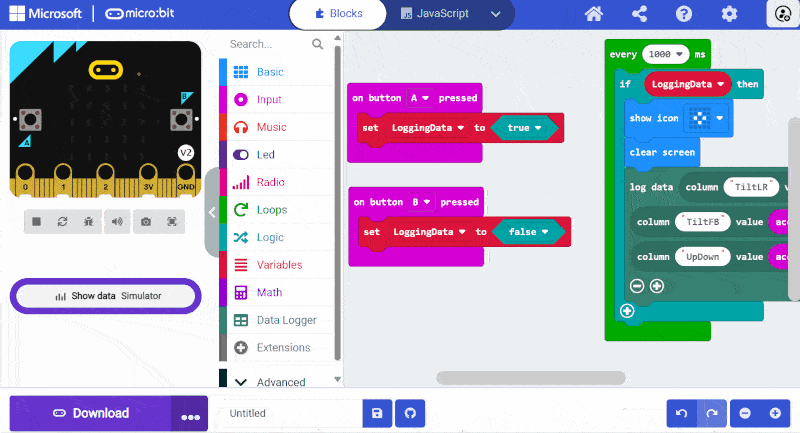 Microsoft micro:bit Blocks JavaScript
Search...
Basic
Input
Music
Led
Radio
Loops
Logic
Variables
Math
Data Logger
Extensions
Advanced
B
A
V2
0 1 2 3V GND
Show data Simulator
on button A pressed
set LoggingData to true
on button B pressed
set LoggingData to false
every 1000 ms
if LoggingData then
show icon
clear screen
log data column "TiltLR"
column "TiltFB" value
column "UpDown" value
Download
Untitled